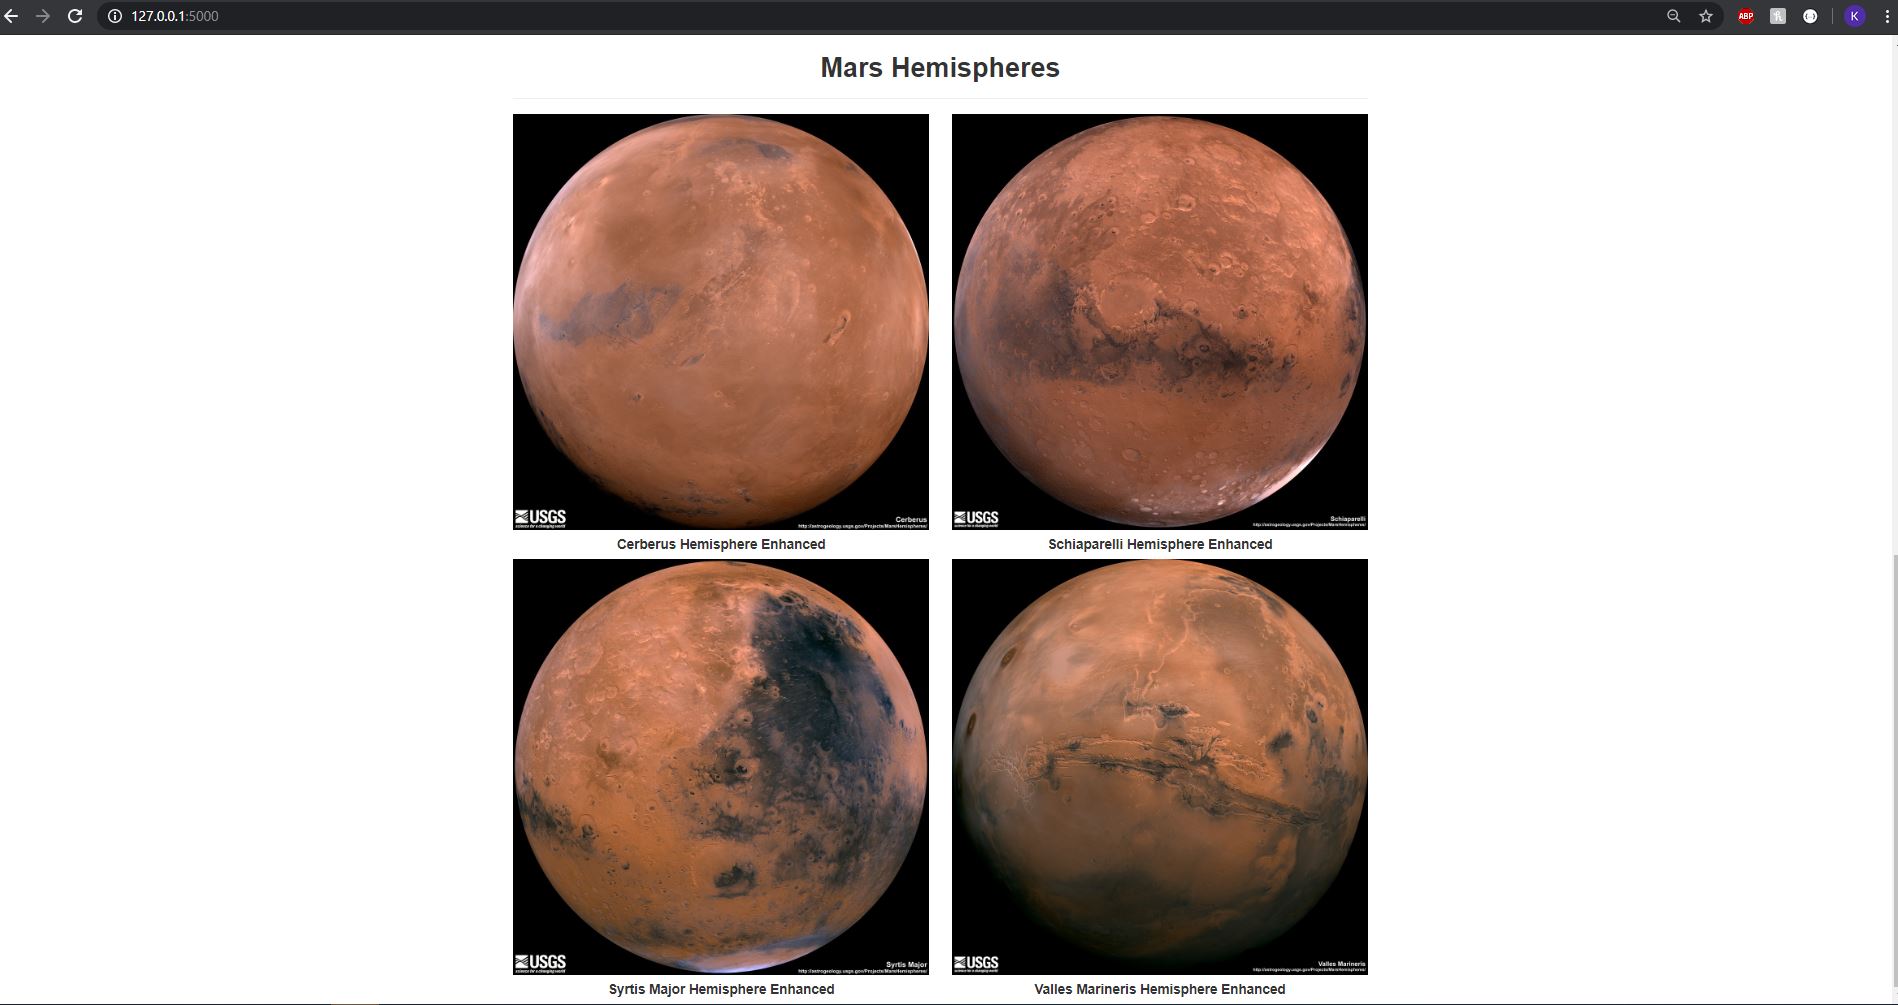 127.0.0.1:5000
ABP
K
Mars Hemispheres
USGS
science for a changing world
Cerberus
http://astrogeology.usgs.gov/Projects/MarsHemispheres/
USGS
science for a changing world
Schiaparelli
http://astrogeology.usgs.gov/Projects/MarsHemispheres/
Cerberus Hemisphere Enhanced
Schiaparelli Hemisphere Enhanced
USGS
science for a changing world
Syrtis Major
http://astrogeology.usgs.gov/Projects/MarsHemispheres/
USGS
science for a changing world
Valles Marineris
http://astrogeology.usgs.gov/Projects/MarsHemispheres/
Syrtis Major Hemisphere Enhanced
Valles Marineris Hemisphere Enhanced